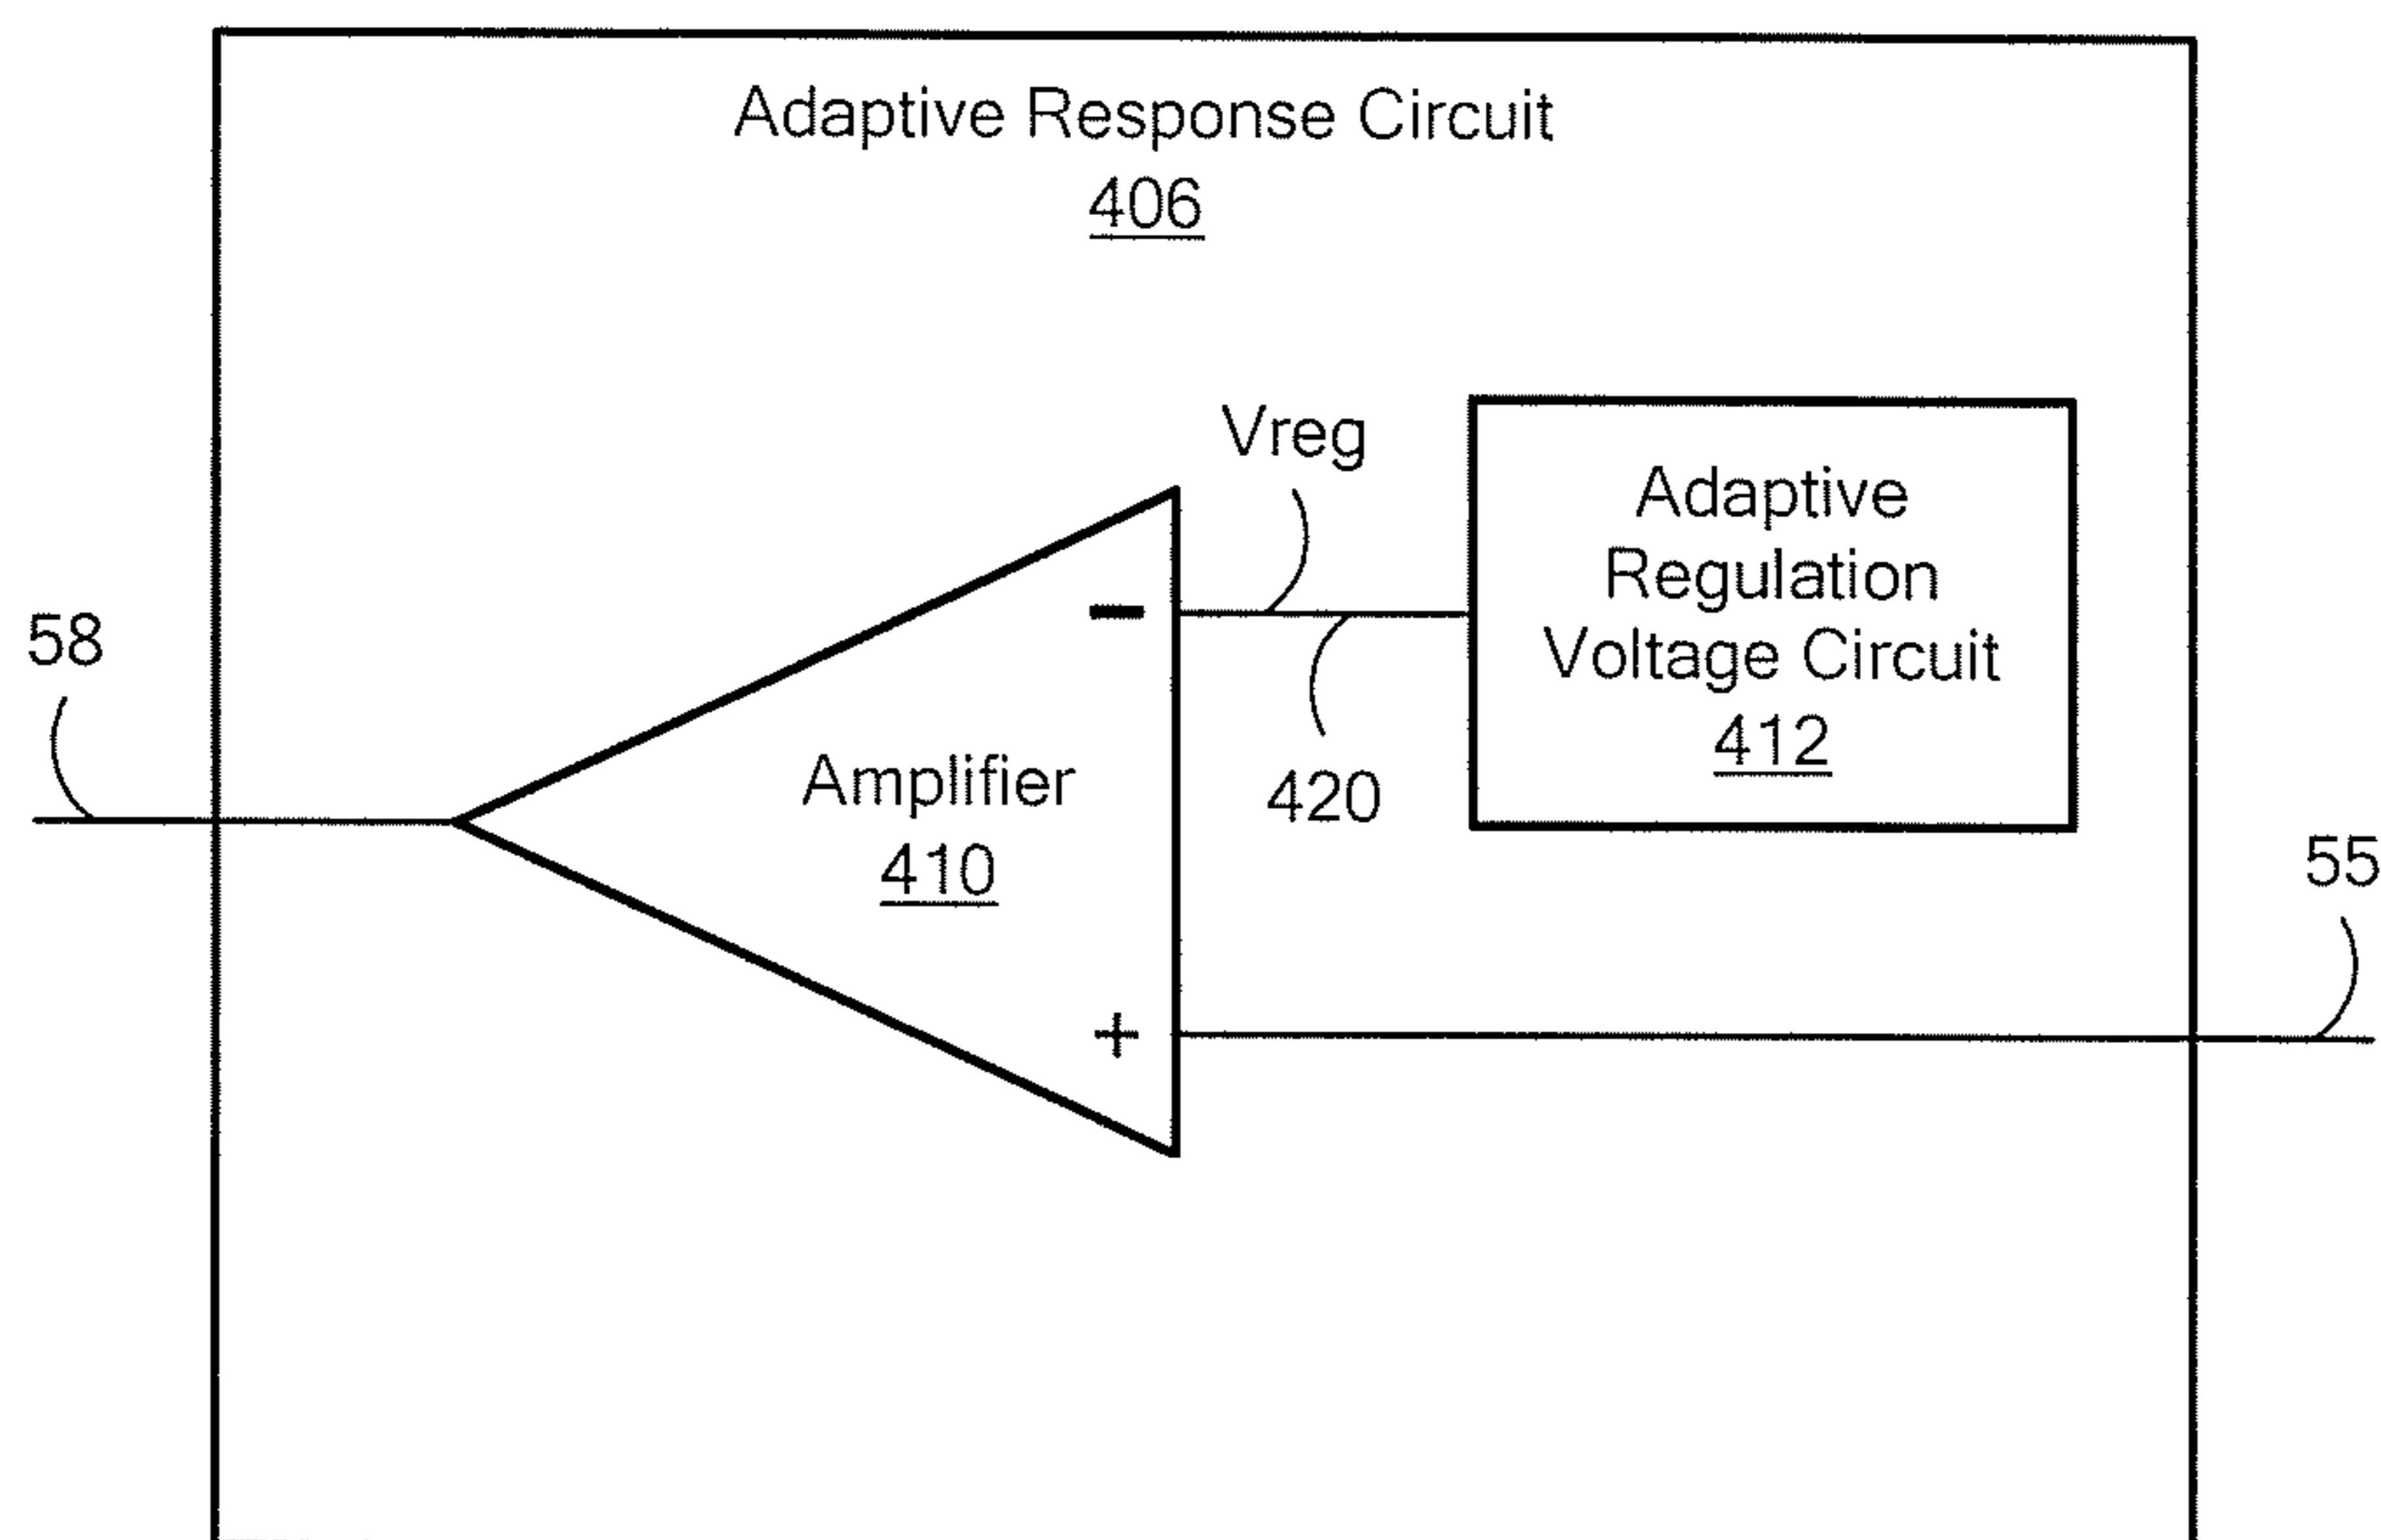 Adaptive Response Circuit
406
Vreg
Adaptive
Regulation
Voltage Circuit
412
58
Amplifier
410
420
55
−
+